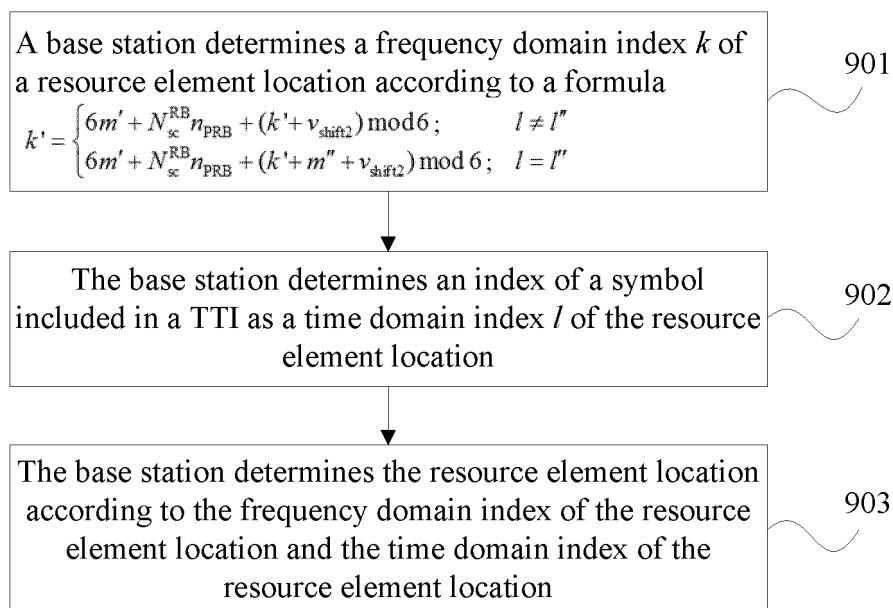 A base station determines a frequency domain index k of
a resource element location according to a formula
k' = { 6m′ + N_sc^RB n_PRB + (k' + v_shift2) mod 6 ; l ≠ l″
6m′ + N_sc^RB n_PRB + (k' + m″ + v_shift2) mod 6 ; l = l″
901
The base station determines an index of a symbol
included in a TTI as a time domain index l of the resource
element location
902
The base station determines the resource element location
according to the frequency domain index of the resource
element location and the time domain index of the
resource element location
903